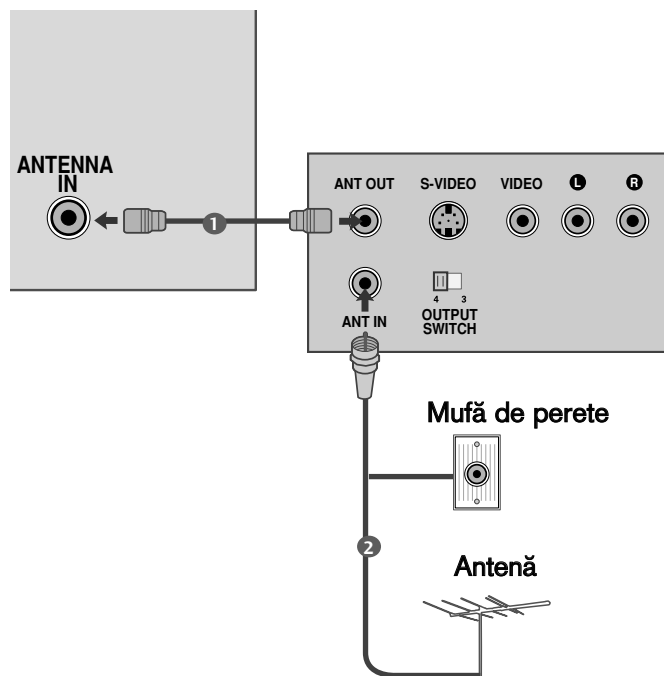 ANTENNA
IN
1
ANT OUT
S-VIDEO
VIDEO
L
R
ANT IN
4 3
OUTPUT
SWITCH
Mufă de perete
2
Antenă